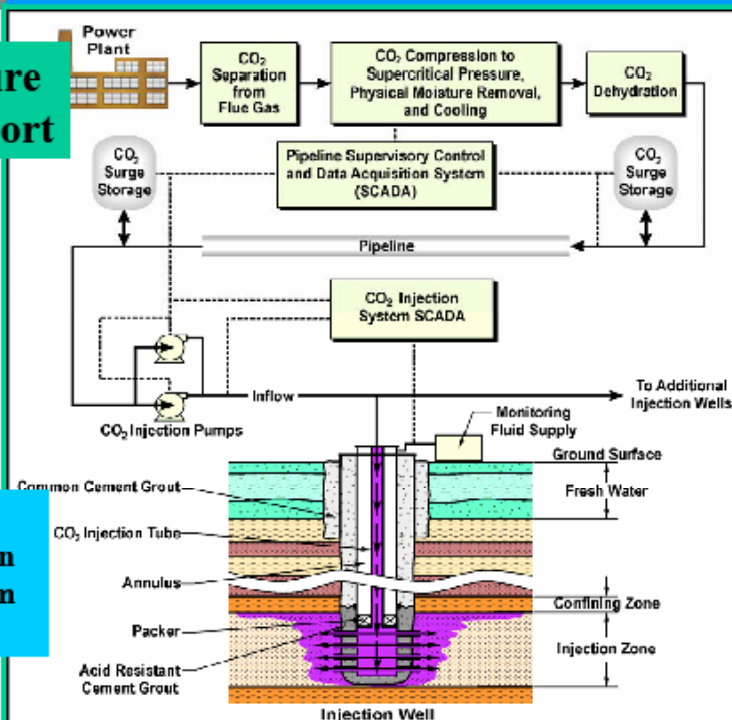 Power
Plant
CO2
Separation
from
Flue Gas
CO2 Compression to
Supercritical Pressure,
Physical Moisture Removal,
and Cooling
CO2
Dehydration
CO2
Surge
Storage
Pipeline Supervisory Control
and Data Acquisition System
(SCADA)
CO2
Surge
Storage
Pipeline
CO2 Injection
System SCADA
Inflow
To Additional
Injection Wells
CO2 Injection Pumps
Monitoring
Fluid Supply
Ground Surface
Common Cement Grout
Fresh Water
CO2 Injection Tube
Annulus
Confining Zone
Packer
Injection Zone
Acid Resistant
Cement Grout
Injection Well